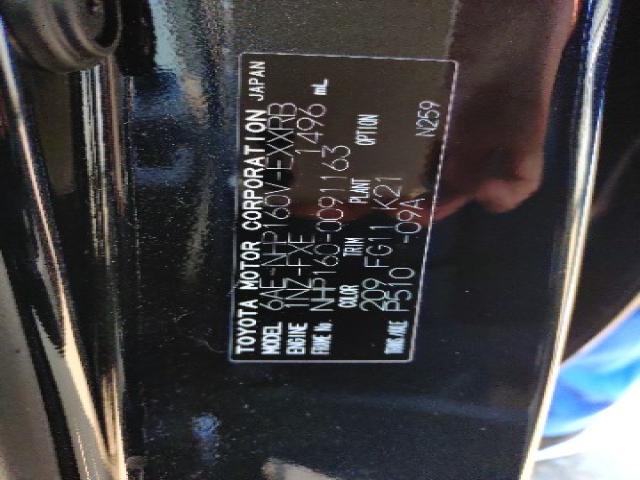 TOYOTA MOTOR CORPORATION JAPAN
MODEL 6AE-NHP160V-EXXRB
ENGINE 1NZ-FXE 1496 mL
FRAME No. NHP160-0091163
COLOR TRIM PLANT OPTION
209 FG11 K21
TRNS/AXLE P510 -09A N259